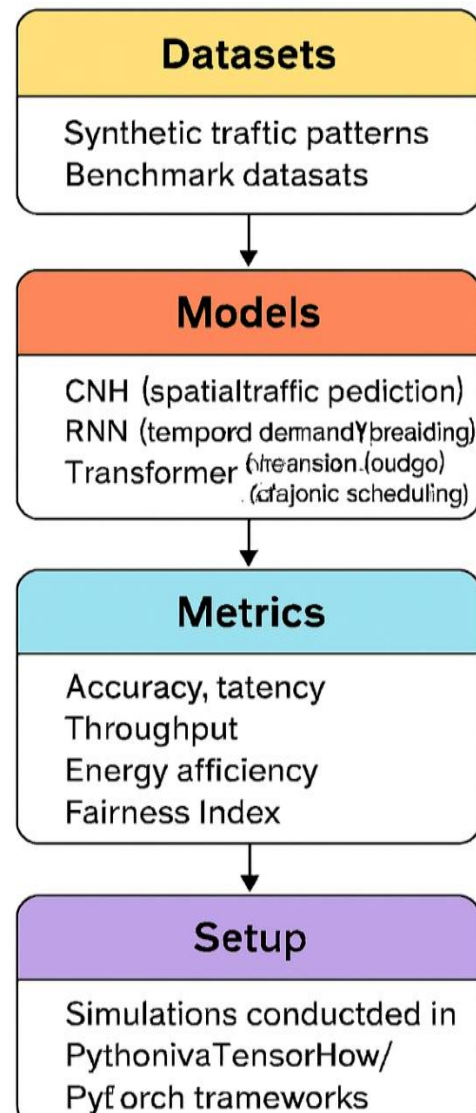 Datasets
Synthetic traftic patterns
Benchmark datasats
Models
CNH (spatialtraffic pediction)
RNN (tempord
Transformer
scheduling)
Metrics
Accuracy, tatency
Throughput
Energy afficiency
Fairness Index
Setup
Simulations conductded in
PythonivaTensorHow/
Pyforch trameworks